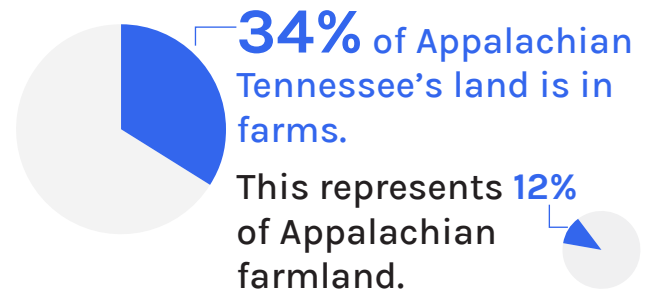 34% of Appalachian
Tennessee’s land is in
farms.
This represents 12%
of Appalachian
farmland.